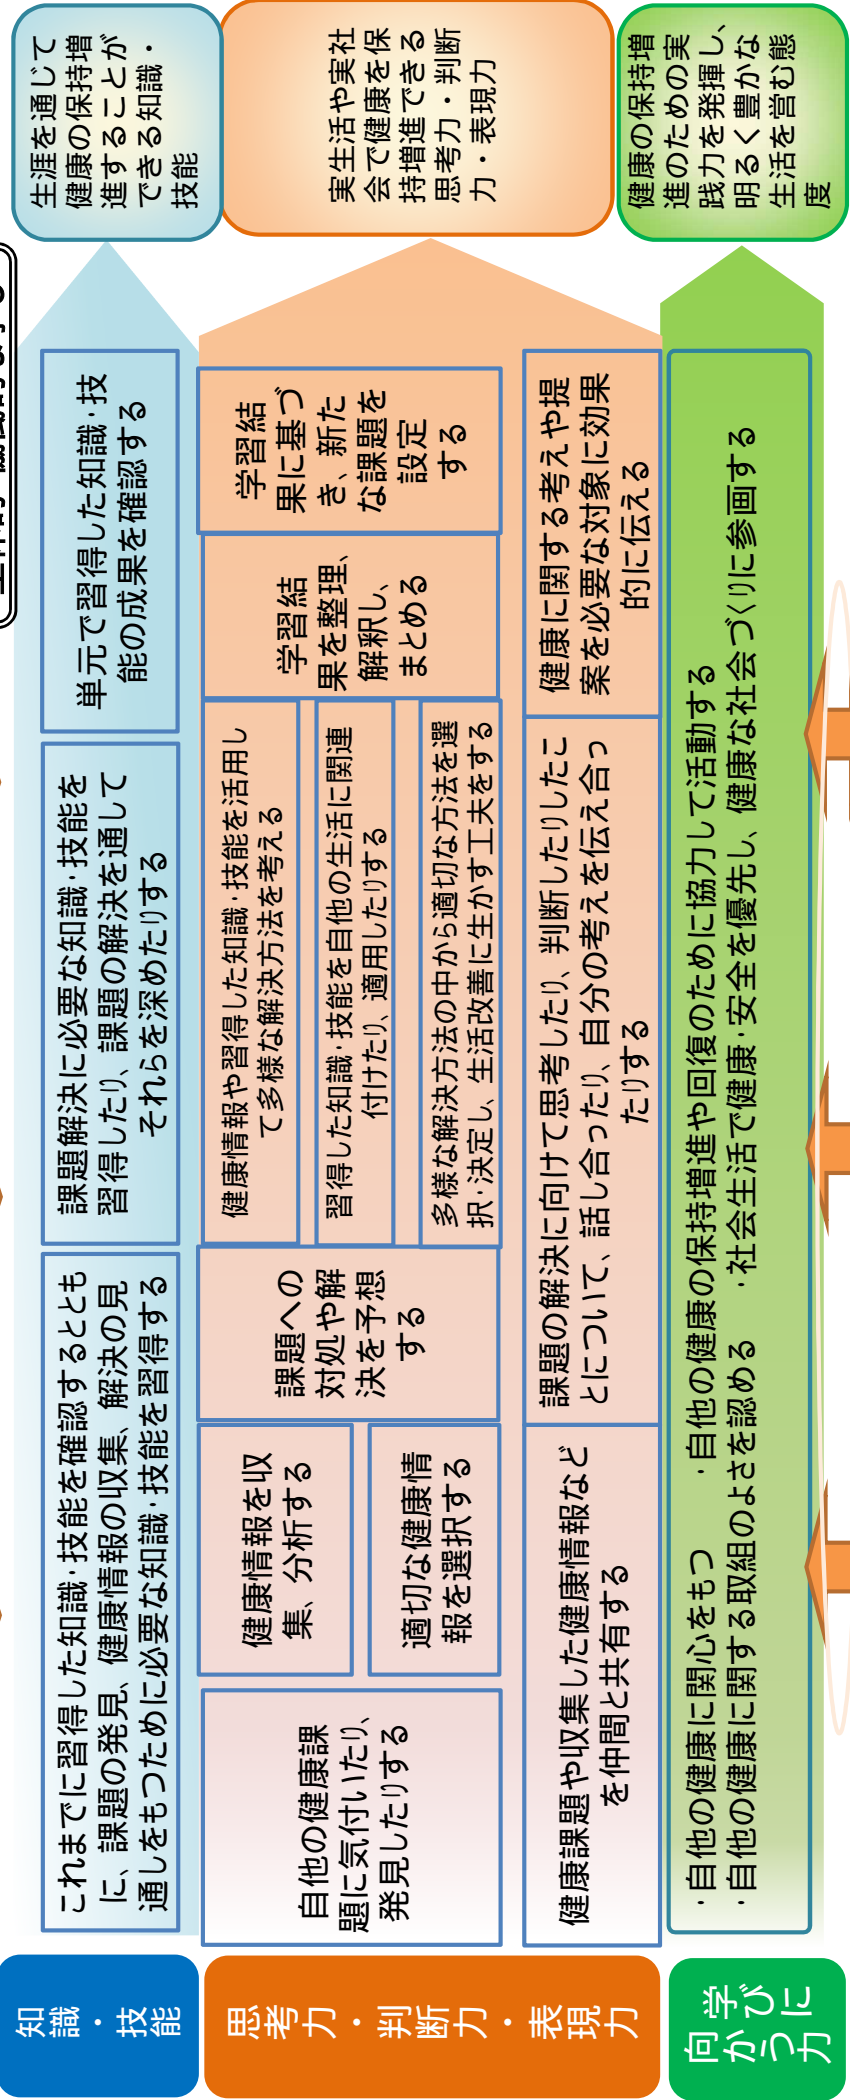 知識・技能
これまでに習得した知識・技能を確認するととも
に、課題の発見、健康情報の収集、解決の見
通しをもつために必要な知識・技能を習得する
課題解決に必要な知識・技能を
習得したり、課題の解決を通して
それらを深めたりする
単元で習得した知識・技
能の成果を確認する
生涯を通じて
健康の保持増
進することが
できる知識・
技能
思考力・判断力・表現力
自他の健康課
題に気付いたり、
発見したりする
健康情報を収
集、分析する
適切な健康情
報を選択する
課題への
対処や解
決を予想
する
健康情報や習得した知識・技能を活用し
て多様な解決方法を考える
習得した知識・技能を自他の生活に関連
付けたり、適用したりする
多様な解決方法の中から適切な方法を選
択・決定し、生活改善に生かす工夫をする
学習結
果を整理、
解釈し、
まとめる
学習結
果に基づ
き、新た
な課題を
設定
する
健康課題や収集した健康情報など
を仲間と共有する
課題の解決に向けて思考したり、判断したりしたこ
とについて、話し合ったり、自分の考えを伝え合っ
たりする
健康に関する考えや提
案を必要な対象に効果
的に伝える
実生活や実社
会で健康を保
持増進できる
思考力・判断
力・表現力
学びに
向かう力
・自他の健康に関心をもつ　・自他の健康の保持増進や回復のために協力して活動する
・自他の健康に関する取組のよさを認める　・社会生活で健康・安全を優先し、健康な社会づくりに参画する
健康の保持増
進のための実
践力を発揮し、
明るく豊かな
生活を営む態
度